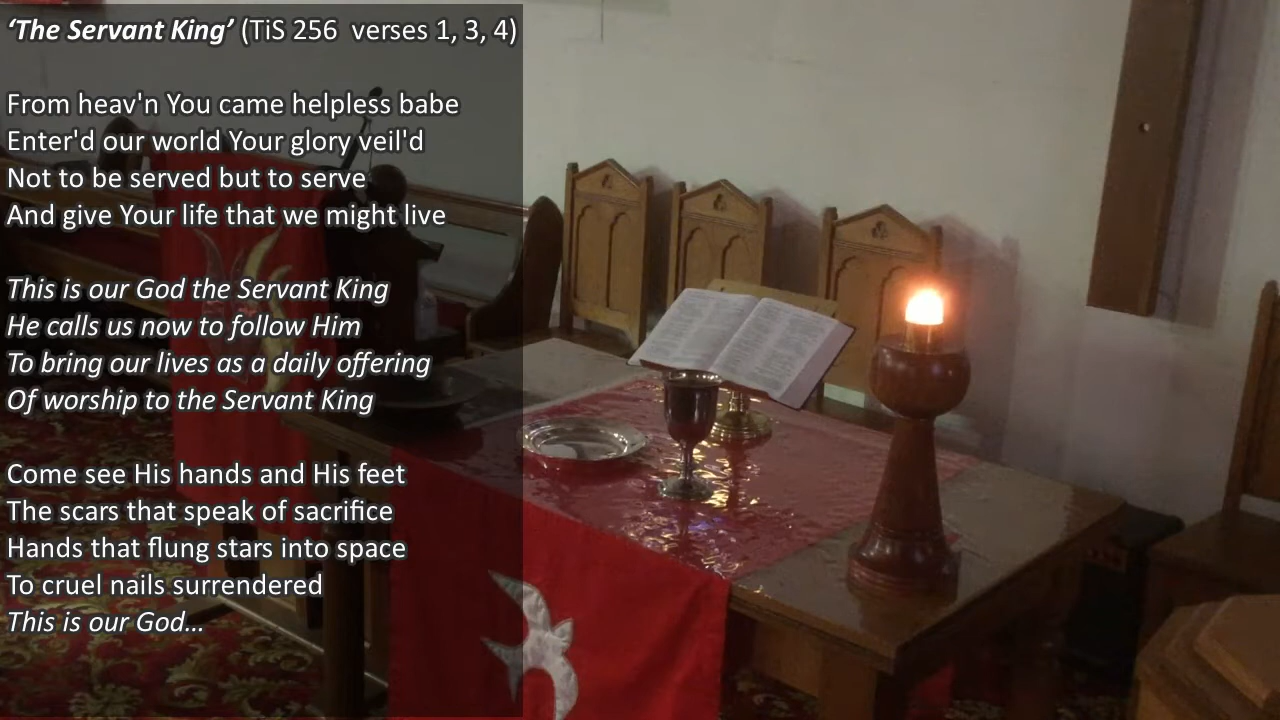 ‘The Servant King’ (TiS 256 verses 1, 3, 4)
From heav'n You came helpless babe
Enter'd our world Your glory veil'd
Not to be served but to serve
And give Your life that we might live
This is our God the Servant King
He calls us now to follow Him
To bring our lives as a daily offering
Of worship to the Servant King
Come see His hands and His feet
The scars that speak of sacrifice
Hands that flung stars into space
To cruel nails surrendered
This is our God...